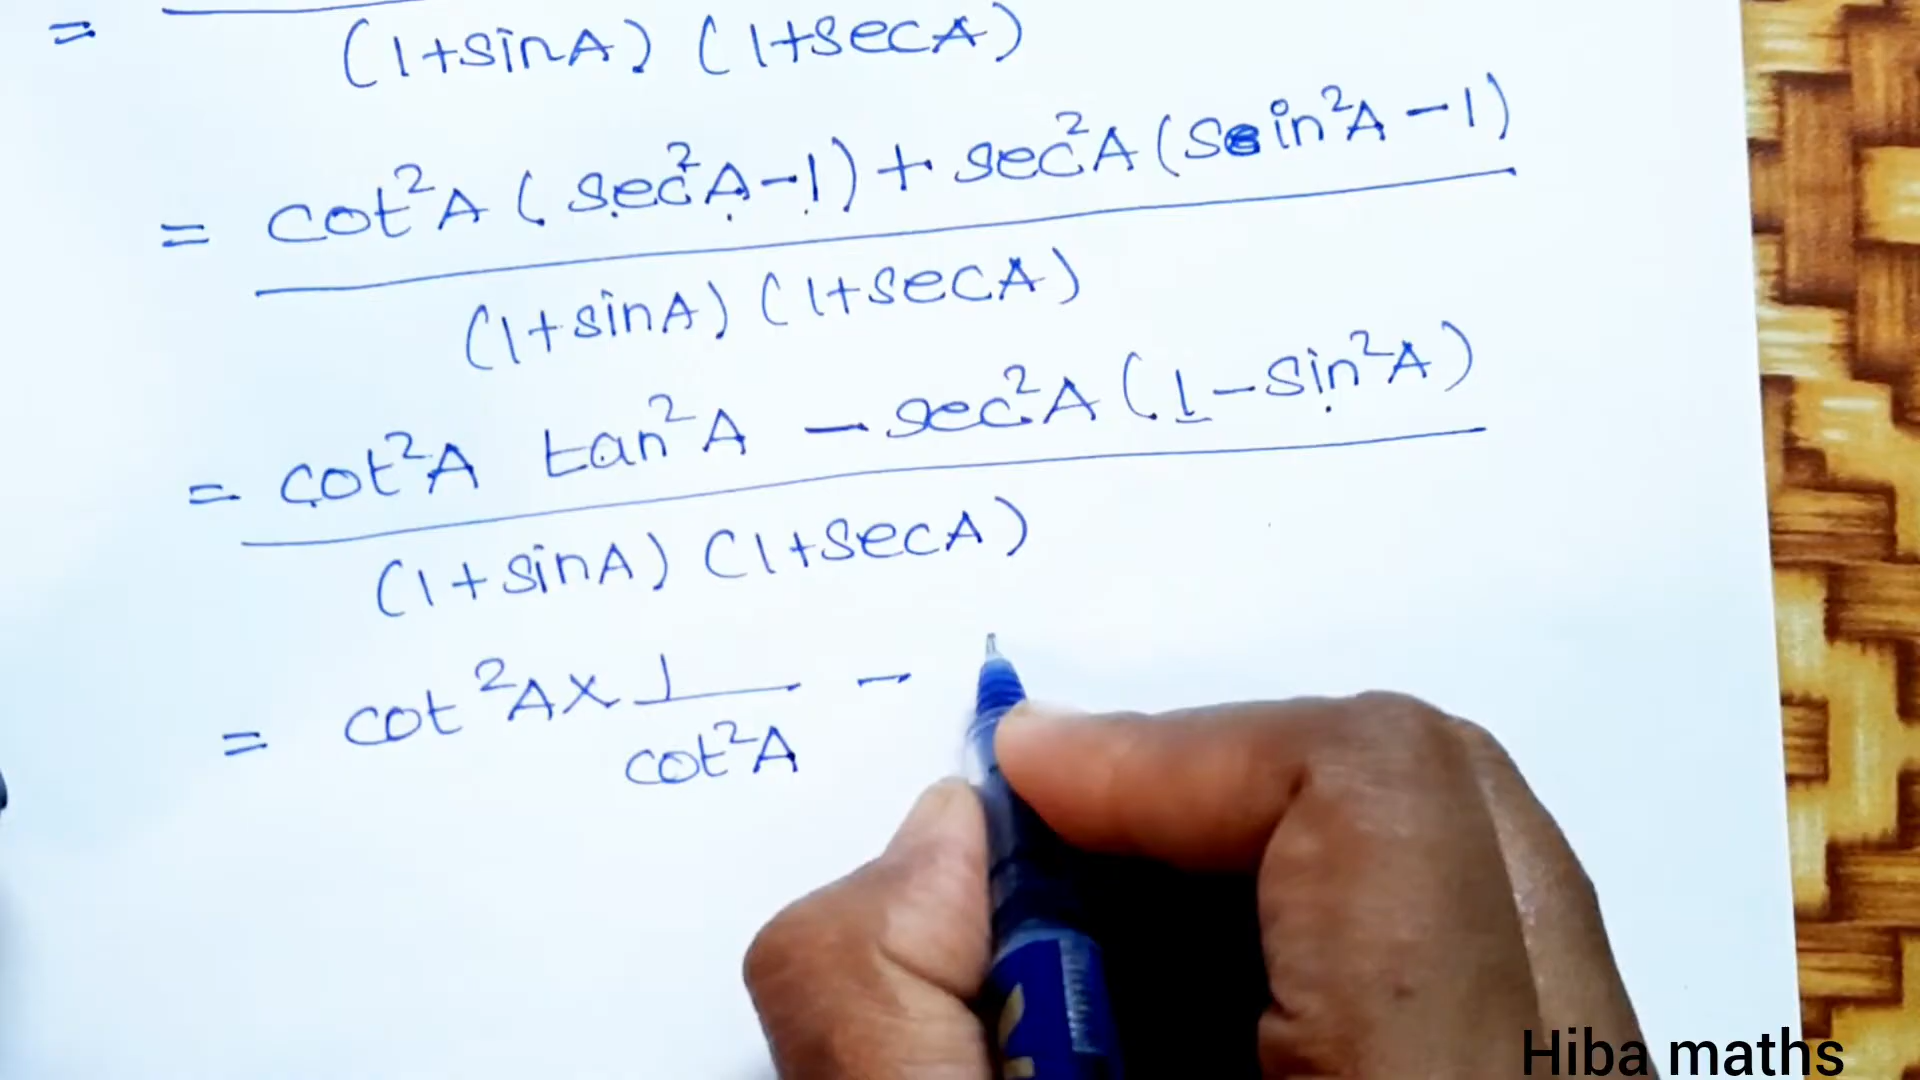 =
(1+sinA) (1+secA)
= cot²A (sec²A-1) + sec²A (sin²A-1)
(1+sinA) (1+secA)
= cot²A tan²A - sec²A (1-sin²A)
(1+sinA) (1+secA)
= cot²A × 1 -
cot²A
Hiba maths